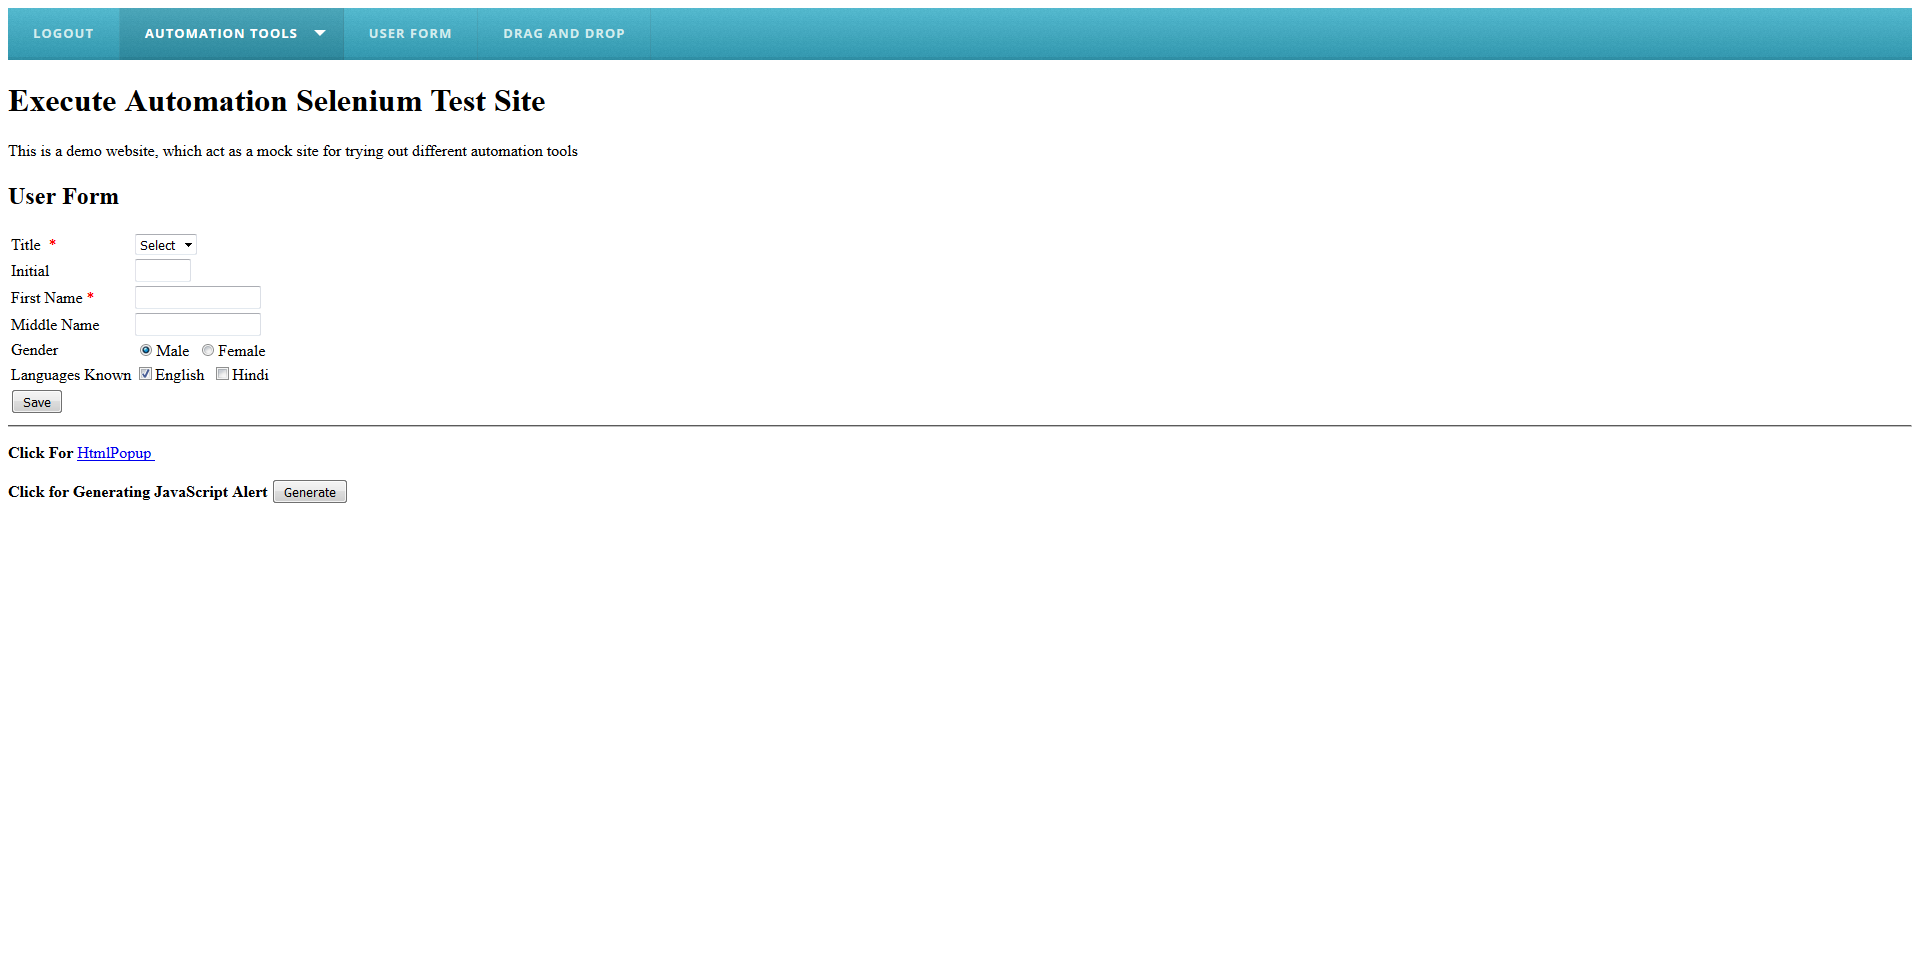 LOGOUT AUTOMATION TOOLS USER FORM DRAG AND DROP
Execute Automation Selenium Test Site
This is a demo website, which act as a mock site for trying out different automation tools
User Form
Title * Select
Initial
First Name *
Middle Name
Gender Male Female
Languages Known English Hindi
Save
Click For HtmlPopup
Click for Generating JavaScript Alert Generate